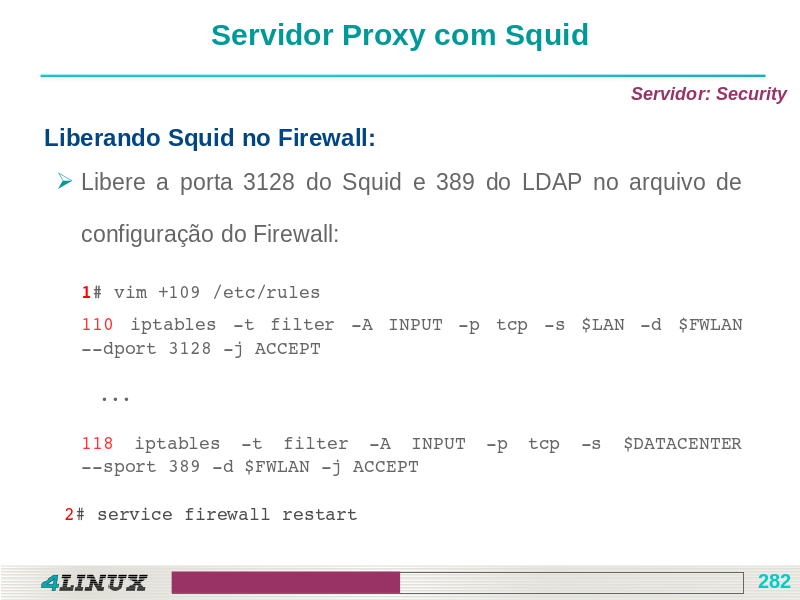 Servidor Proxy com Squid
Servidor: Security
Liberando Squid no Firewall:
Libere a porta 3128 do Squid e 389 do LDAP no arquivo de
configuração do Firewall:
1# vim +109 /etc/rules
110 iptables -t filter -A INPUT -p tcp -s $LAN -d $FWLAN
--dport 3128 -j ACCEPT
...
118 iptables -t filter -A INPUT -p tcp -s $DATACENTER
--sport 389 -d $FWLAN -j ACCEPT
2# service firewall restart
4LINUX
282